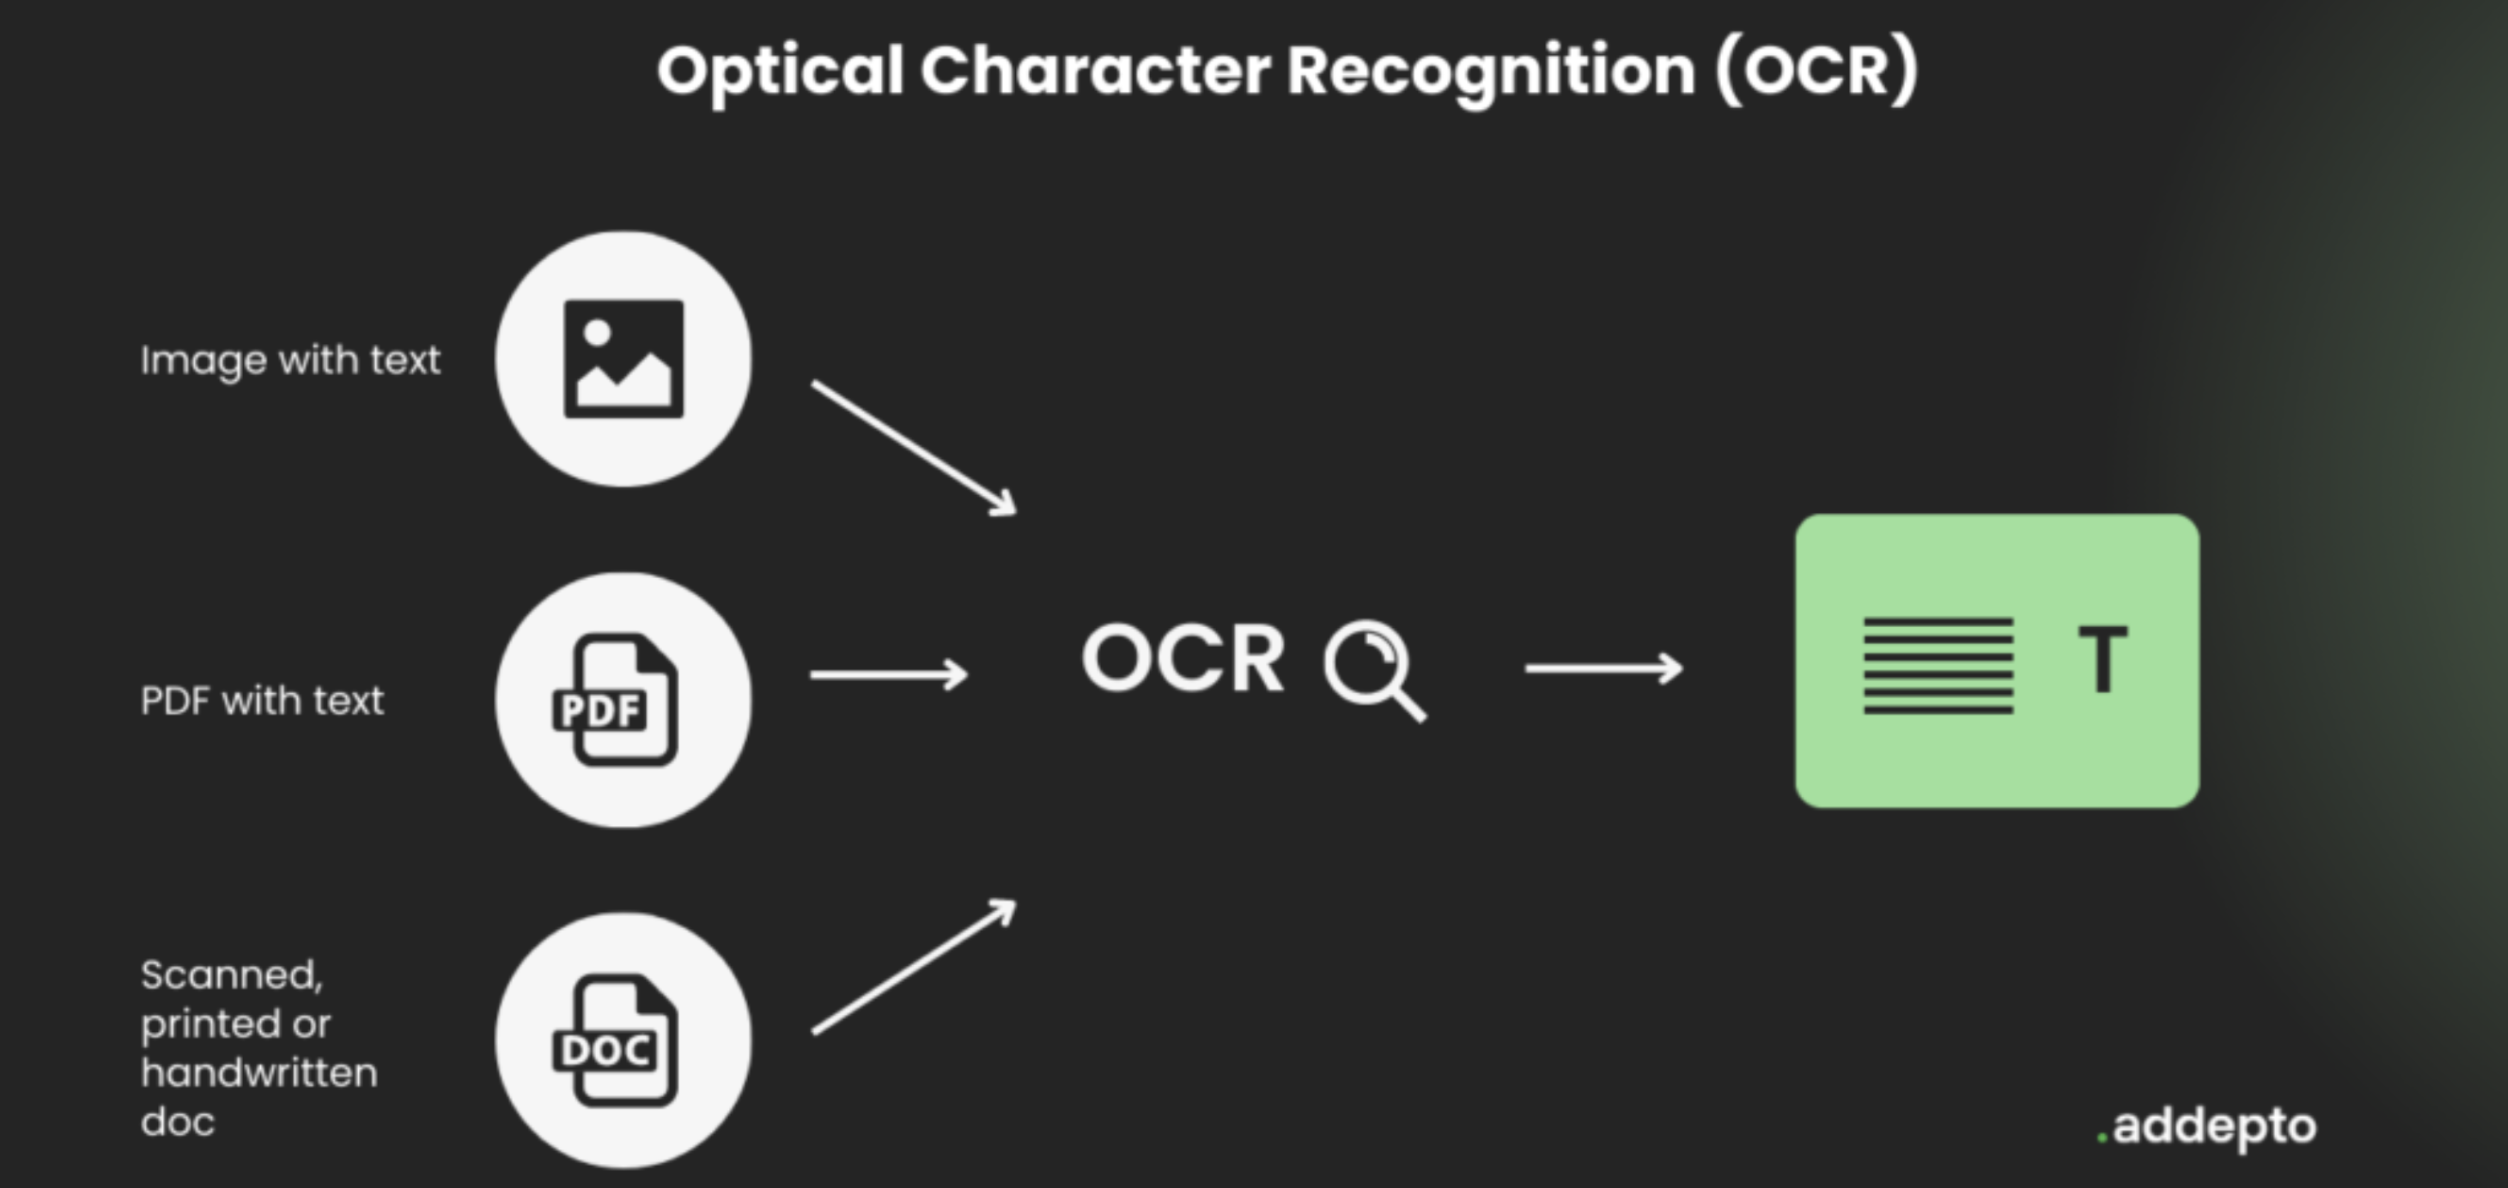 Optical Character Recognition (OCR)
Image with text
PDF with text
PDF
OCR
T
Scanned,
printed or
handwritten
doc
DOC
.addepto